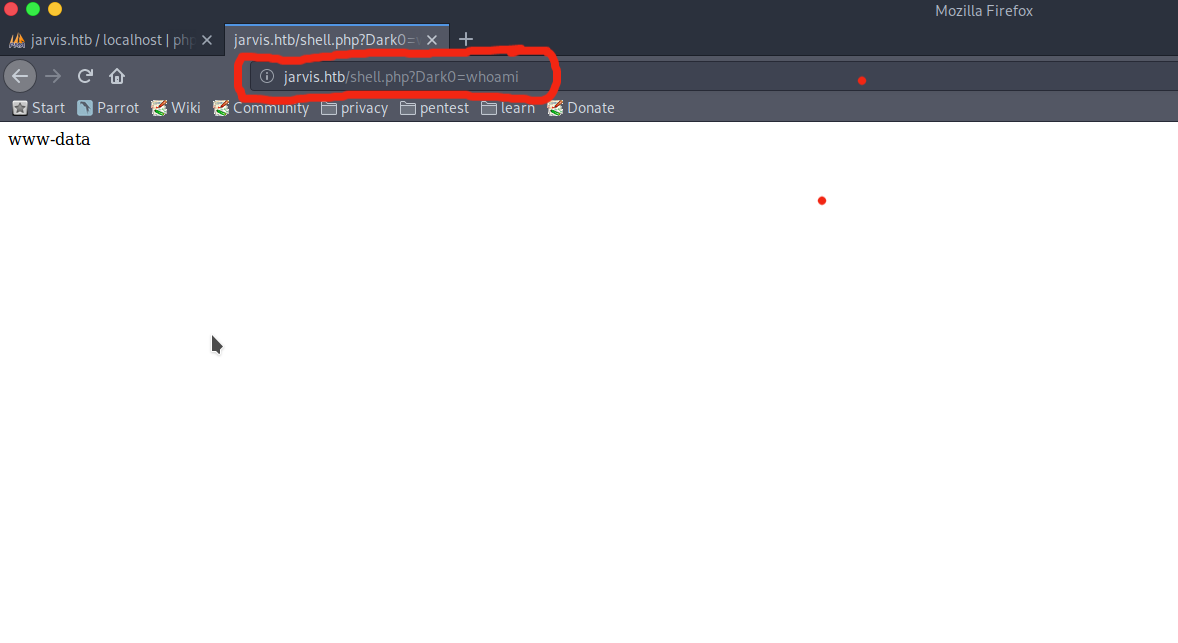 Mozilla Firefox
jarvis.htb / localhost | php
jarvis.htb/shell.php?Dark0=
jarvis.htb/shell.php?Dark0=whoami
Start Parrot Wiki Community privacy pentest learn Donate
www-data